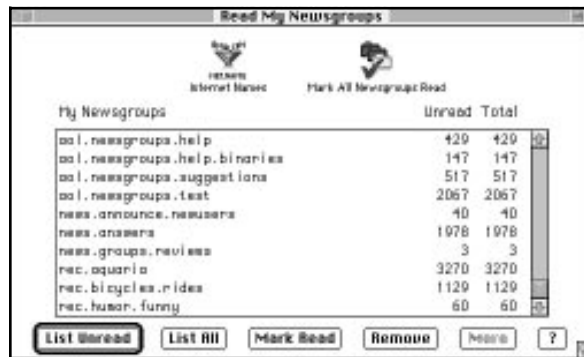 Read My Newsgroups
Internet Names
Mark All Newsgroups Read
My Newsgroups Unread Total
aol.newsgroups.help 429 429
aol.newsgroups.help.binaries 147 147
aol.newsgroups.suggestions 517 517
aol.newsgroups.test 2067 2067
news.announce.newusers 40 40
news.answers 1978 1978
news.groups.reviews 3 3
rec.aquaria 3270 3270
rec.bicycles.rides 1129 1129
rec.humor.funny 60 60
List Unread List All Mark Read Remove More ?